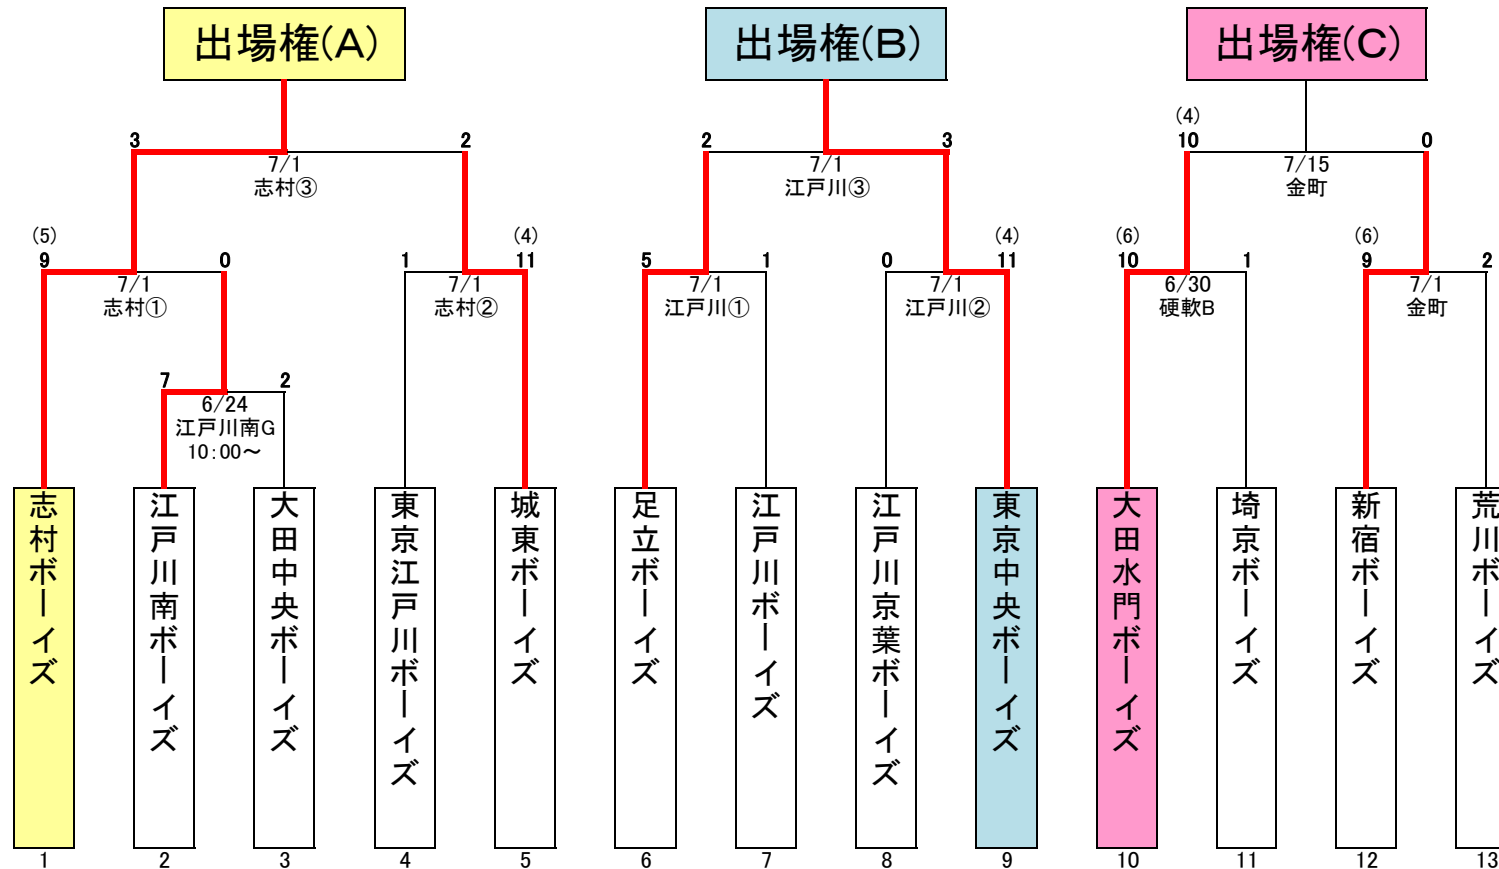 出場権(A)
出場権(B)
出場権(C)
(4)
3
2
2
3
10
0
7/1
志村③
7/1
江戸川③
7/15
金町
(5)
(4)
(4)
(6)
(6)
9
0
1
11
5
1
0
11
10
1
9
2
7/1
志村①
7/1
志村②
7/1
江戸川①
7/1
江戸川②
6/30
硬軟B
7/1
金町
7
2
6/24
江戸川南G
10:00～
志村ボーイズ
江戸川南ボーイズ
大田中央ボーイズ
東京江戸川ボーイズ
城東ボーイズ
足立ボーイズ
江戸川ボーイズ
江戸川京葉ボーイズ
東京中央ボーイズ
大田水門ボーイズ
埼京ボーイズ
新宿ボーイズ
荒川ボーイズ
1
2
3
4
5
6
7
8
9
10
11
12
13